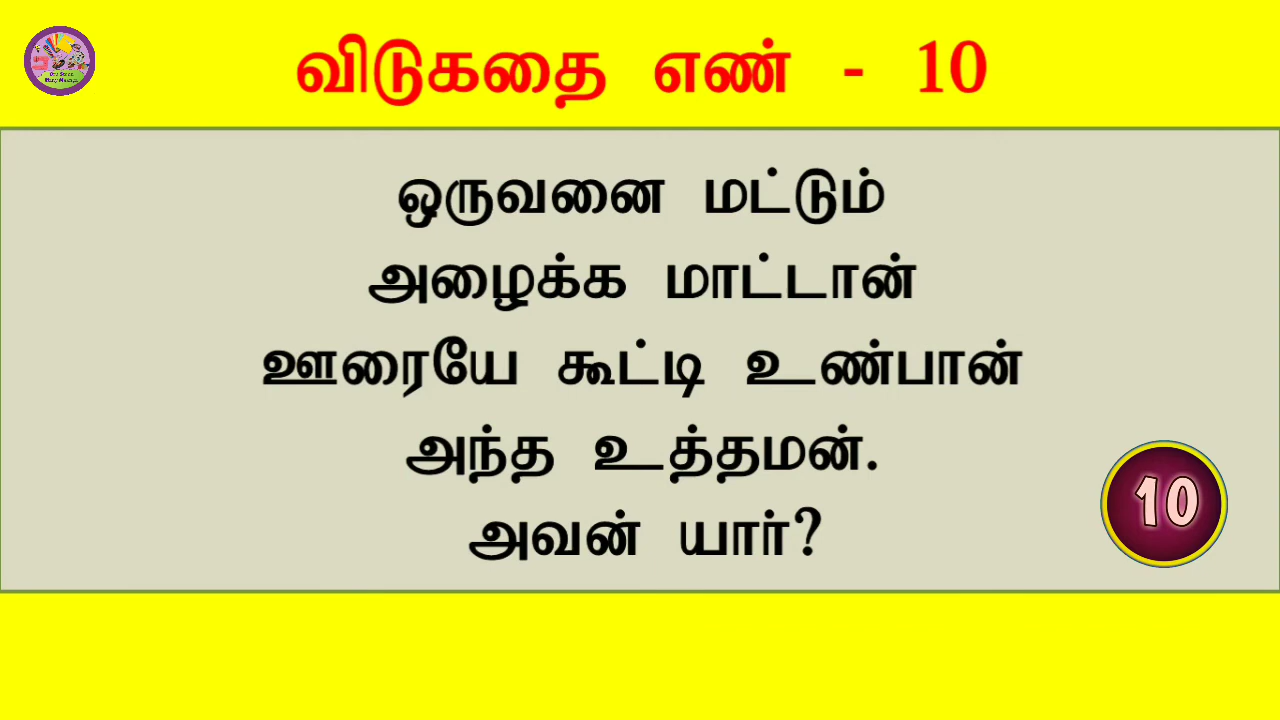 விடுகதை எண் - 10
ஒருவனை மட்டும்
அழைக்க மாட்டான்
ஊரையே கூட்டி உண்பான்
அந்த உத்தமன்.
அவன் யார்?
10